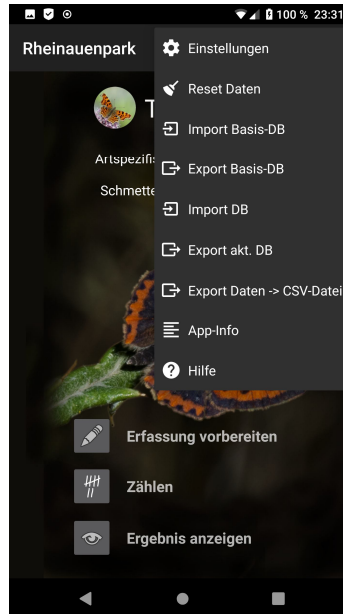 100 % 23:31
Rheinauenpark
Einstellungen
Reset Daten
Import Basis-DB
Export Basis-DB
Import DB
Export akt. DB
Export Daten -> CSV-Datei
App-Info
Hilfe
T
Artspezifis
Schmette
Erfassung vorbereiten
Zählen
Ergebnis anzeigen